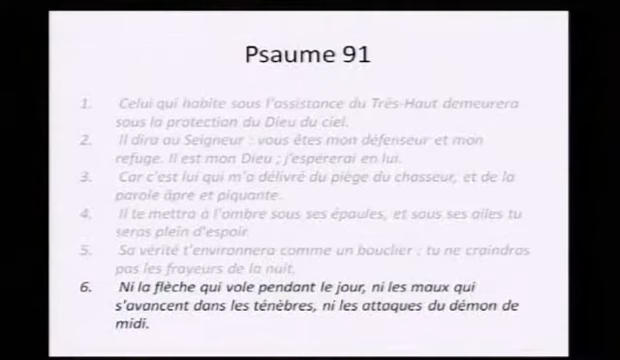 Psaume 91
1. Celui qui habite sous l'assistance du Très-Haut demeurera
sous la protection du Dieu du ciel.
2. Il dira au Seigneur : vous êtes mon défenseur et mon
refuge. Il est mon Dieu ; j'espérerai en lui.
3. Car c'est lui qui m'a délivré du piège du chasseur, et de la
parole âpre et piquante.
4. Il te mettra à l'ombre sous ses épaules, et sous ses ailes tu
seras plein d'espoir.
5. Sa vérité t'environnera comme un bouclier : tu ne craindras
pas les frayeurs de la nuit.
6. Ni la flèche qui vole pendant le jour, ni les maux qui
s'avancent dans les ténèbres, ni les attaques du démon de
midi.